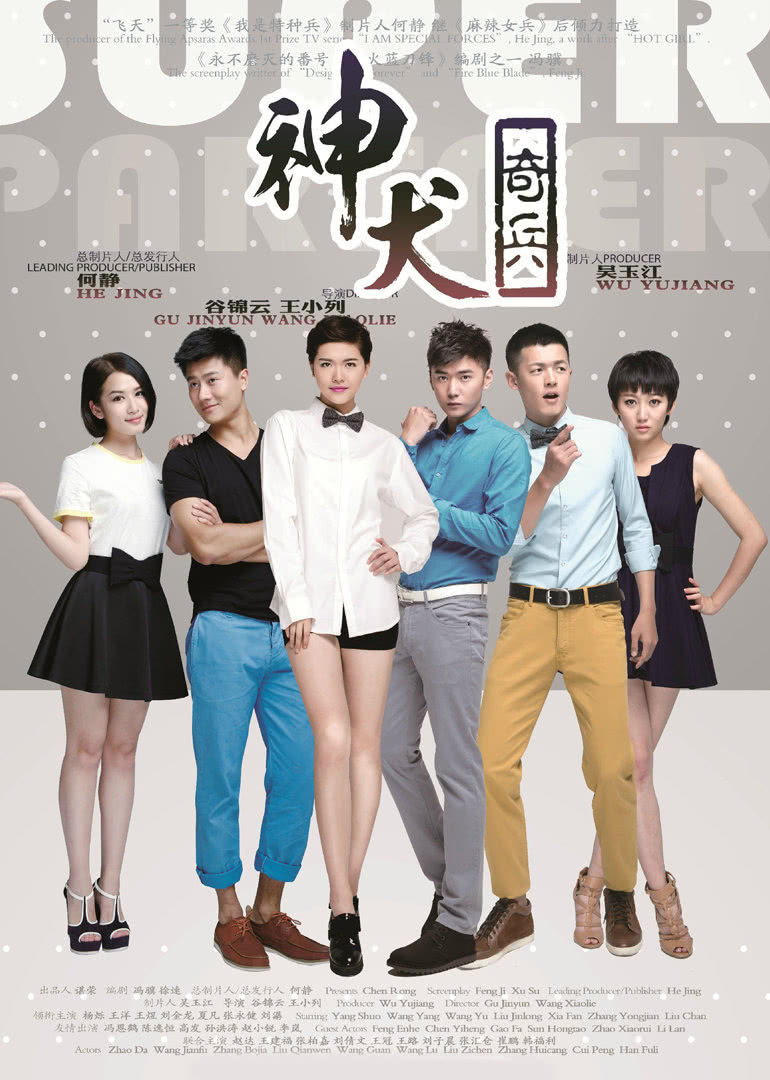 SUPER
PARTNER
“飞天”一等奖《我是特种兵》制片人何静 继《麻辣女兵》后倾力打造
The producer of the Flying Apsaras Awards 1st Prize TV serie “I AM SPECIAL FORCES”, He Jing, a work after “HOT GIRL”.
《永不磨灭的番号 火蓝刀锋》编剧之一 冯骥
The screenplay writter of “Desig Forever” and “Fire Blue Blade”, Feng Ji
神犬
奇兵
总制片人/总发行人
LEADING PRODUCER/PUBLISHER
何静
HE JING
导演DIRECTOR
谷锦云 王小列
GU JINYUN WANG XIAOLIE
制片人PRODUCER
吴玉江
WU YUJIANG
出品人 谌荣 编剧 冯骥 徐速 总制片人/总发行人 何静 Presents Chen Rong Screenplay Feng Ji Xu Su Leading Producer/Publisher He Jing
制片人 吴玉江 导演 谷锦云 王小列 Producer Wu Yujiang Director Gu Jinyun Wang Xiaolie
领衔主演 杨烁 王洋 王煜 刘金龙 夏凡 张永健 刘灏 Starring Yang Shuo Wang Yang Wang Yu Liu Jinlong Xia Fan Zhang Yongjian Liu Chan
友情出演 冯恩鹤 陈逸恒 高发 孙洪涛 赵小锐 李岚 Guest Actors Feng Enhe Chen Yiheng Gao Fa Sun Hongtao Zhao Xiaorui Li Lan
联合主演 赵达 王建福 张柏嘉 刘倩文 王冠 王路 刘子晨 张汇仓 崔鹏 韩福利
Actors Zhao Da Wang Jianfu Zhang Bojia Liu Qianwen Wang Guan Wang Lu Liu Zichen Zhang Huicang Cui Peng Han Fuli